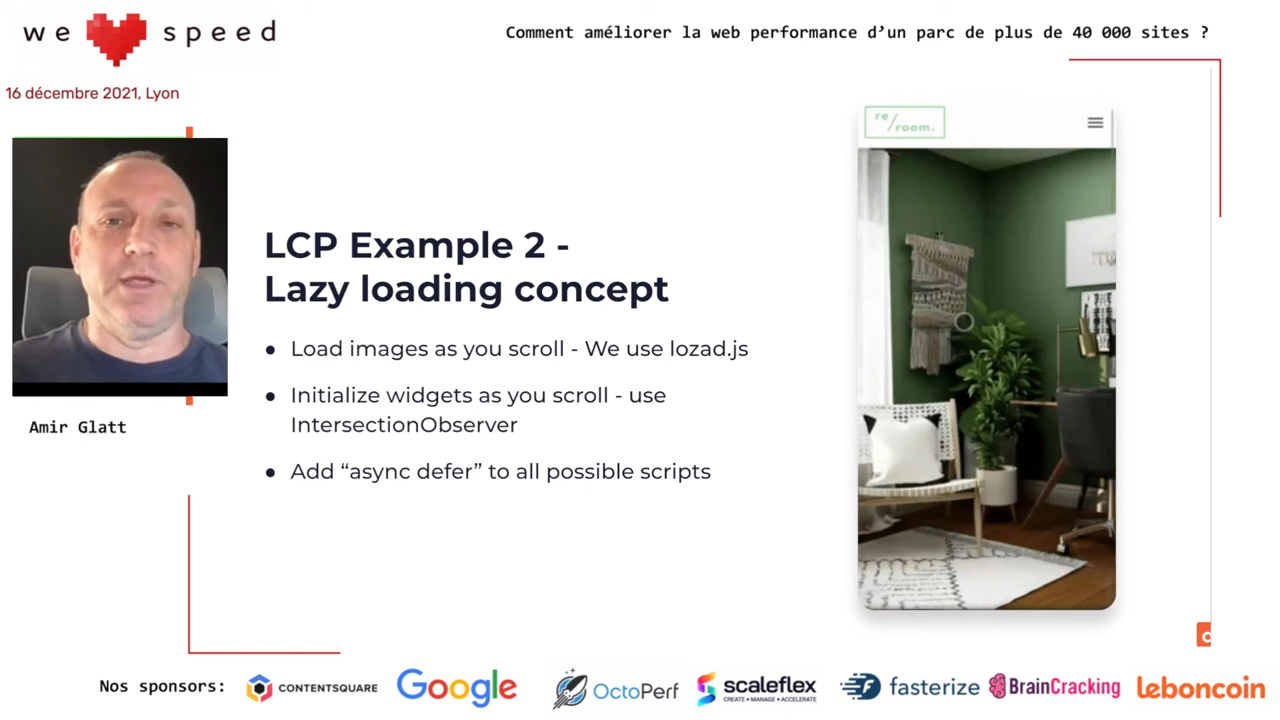 we speed
Comment améliorer la web performance d’un parc de plus de 40 000 sites ?
16 décembre 2021, Lyon
re/room.
LCP Example 2 -
Lazy loading concept
● Load images as you scroll - We use lozad.js
● Initialize widgets as you scroll - use
IntersectionObserver
● Add “async defer” to all possible scripts
Amir Glatt
Nos sponsors:
CONTENTSQUARE
Google
OctoPerf
scaleflex
CREATE • MANAGE • ACCELERATE
fasterize
BrainCracking
leboncoin